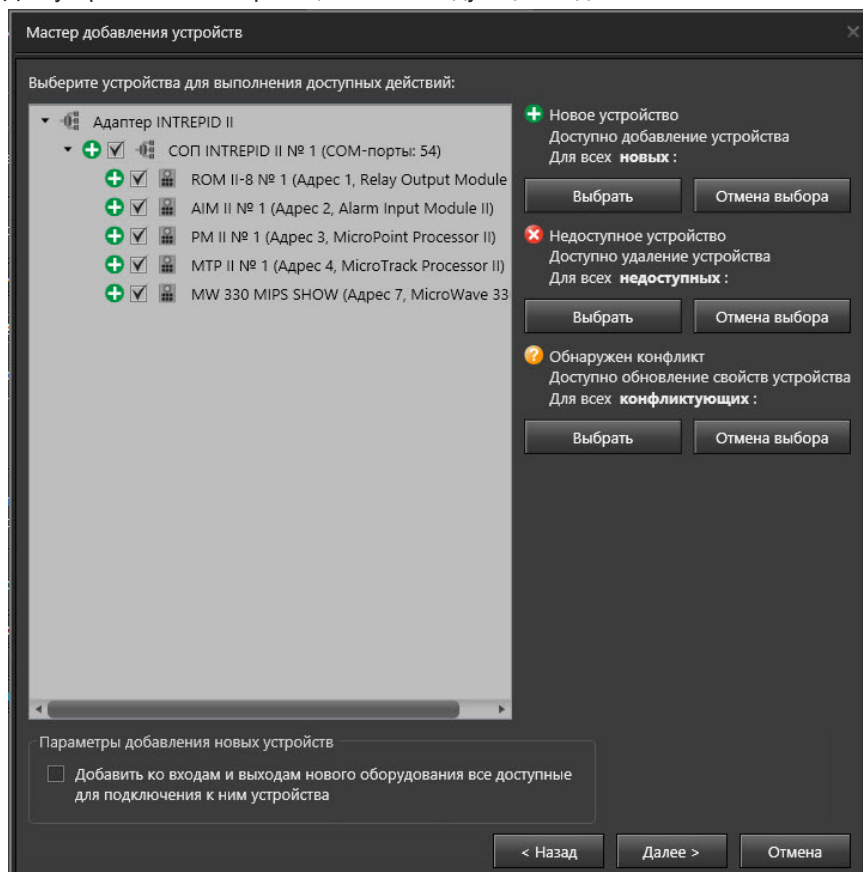 Мастер добавления устройств
Выберите устройства для выполнения доступных действий:
Адаптер INTREPID II
СОП INTREPID II № 1 (COM-порты: 54)
ROM II-8 № 1 (Адрес 1, Relay Output Module
AIM II № 1 (Адрес 2, Alarm Input Module II)
PM II № 1 (Адрес 3, MicroPoint Processor II)
MTP II № 1 (Адрес 4, MicroTrack Processor II)
MW 330 MIPS SHOW (Адрес 7, MicroWave 33
Новое устройство
Доступно добавление устройства
Для всех новых :
Выбрать Отмена выбора
Недоступное устройство
Доступно удаление устройства
Для всех недоступных :
Выбрать Отмена выбора
Обнаружен конфликт
Доступно обновление свойств устройства
Для всех конфликтующих :
Выбрать Отмена выбора
Параметры добавления новых устройств
Добавить ко входам и выходам нового оборудования все доступные
для подключения к ним устройства
< Назад Далее > Отмена